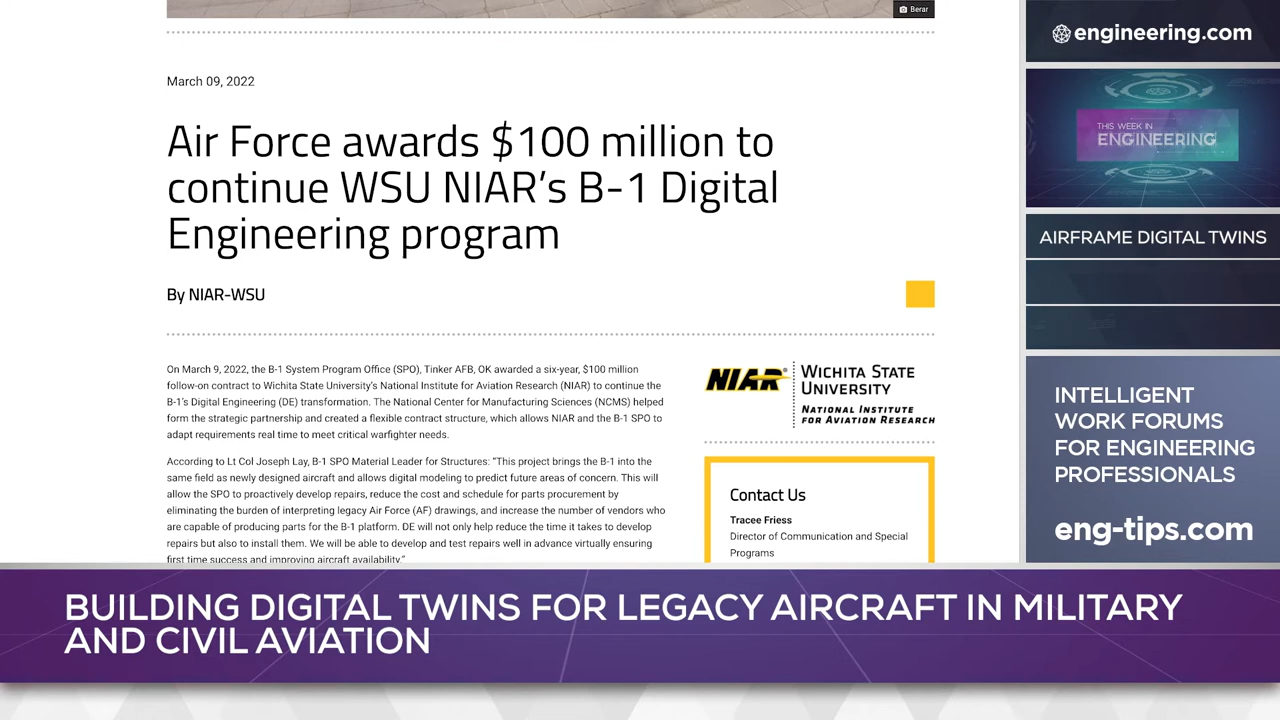 Berar
March 09, 2022
Air Force awards $100 million to
continue WSU NIAR's B-1 Digital
Engineering program
By NIAR-WSU
On March 9, 2022, the B-1 System Program Office (SPO), Tinker AFB, OK awarded a six-year, $100 million
follow-on contract to Wichita State University's National Institute for Aviation Research (NIAR) to continue the
B-1's Digital Engineering (DE) transformation. The National Center for Manufacturing Sciences (NCMS) helped
form the strategic partnership and created a flexible contract structure, which allows NIAR and the B-1 SPO to
adapt requirements real time to meet critical warfighter needs.
According to Lt Col Joseph Lay, B-1 SPO Material Leader for Structures: "This project brings the B-1 into the
same field as newly designed aircraft and allows digital modeling to predict future areas of concern. This will
allow the SPO to proactively develop repairs, reduce the cost and schedule for parts procurement by
eliminating the burden of interpreting legacy Air Force (AF) drawings, and increase the number of vendors who
are capable of producing parts for the B-1 platform. DE will not only help reduce the time it takes to develop
repairs but also to install them. We will be able to develop and test repairs well in advance virtually ensuring
first time success and improving aircraft availability."
NIAR®
WICHITA STATE
UNIVERSITY
NATIONAL INSTITUTE
FOR AVIATION RESEARCH
Contact Us
Tracee Friess
Director of Communication and Special
Programs
engineering.com
THIS WEEK IN
ENGINEERING
AIRFRAME DIGITAL TWINS
INTELLIGENT
WORK FORUMS
FOR ENGINEERING
PROFESSIONALS
eng-tips.com
BUILDING DIGITAL TWINS FOR LEGACY AIRCRAFT IN MILITARY
AND CIVIL AVIATION